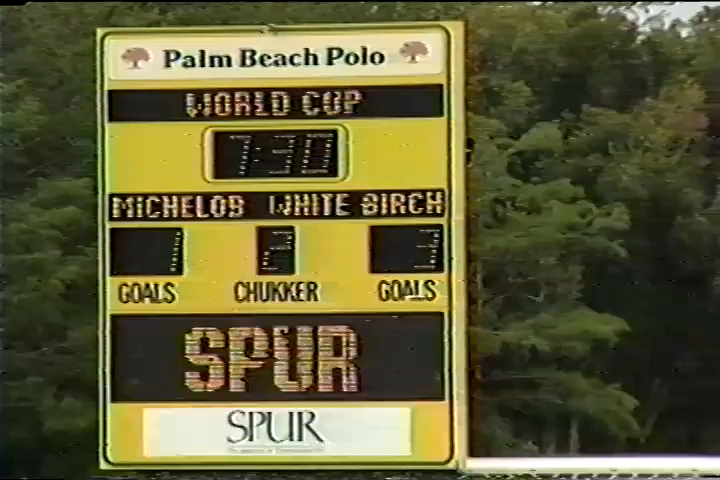 Palm Beach Polo
WORLD CUP
7:30
MICHELOB WHITE BIRCH
1 2 3
GOALS CHUKKER GOALS
SPUR
SPUR